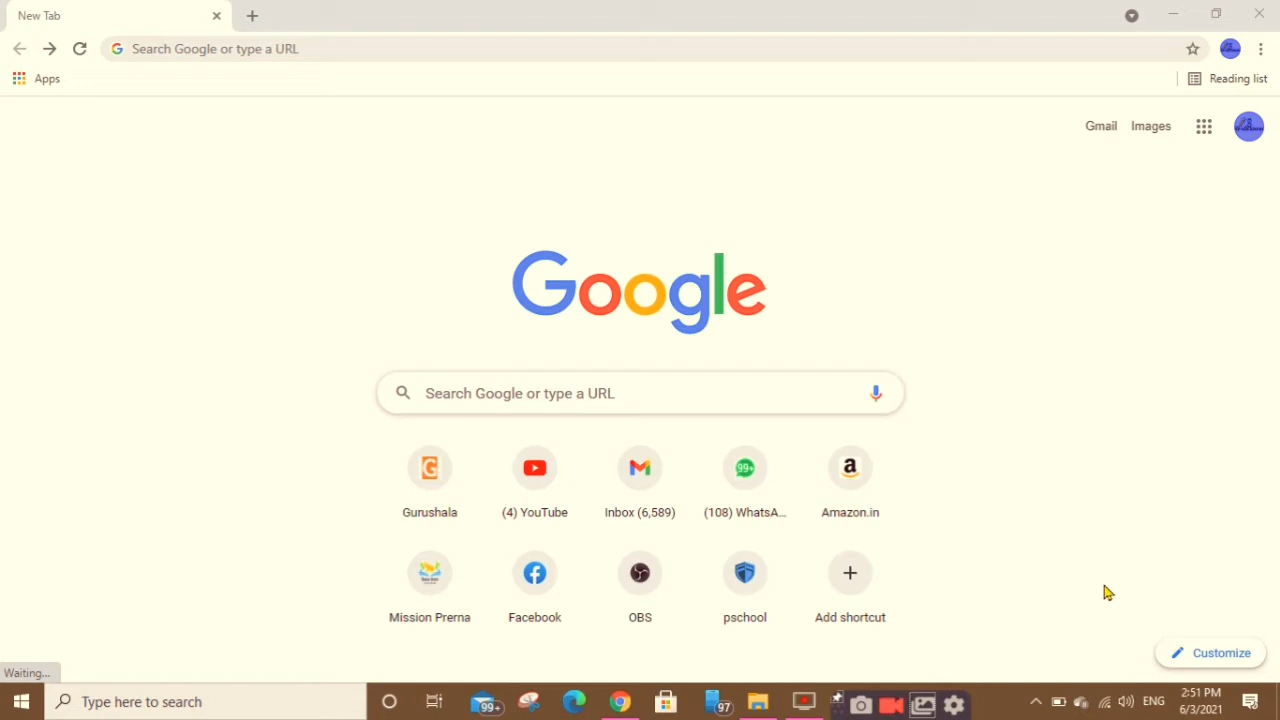 New Tab
Search Google or type a URL
Apps
Reading list
Gmail Images
Google
Search Google or type a URL
Gurushala (4) YouTube Inbox (6,589) (108) WhatsA... Amazon.in
99+
Mission Prerna Facebook OBS pschool Add shortcut
Customize
Waiting...
Type here to search
99+
97
ENG
2:51 PM
6/3/2021